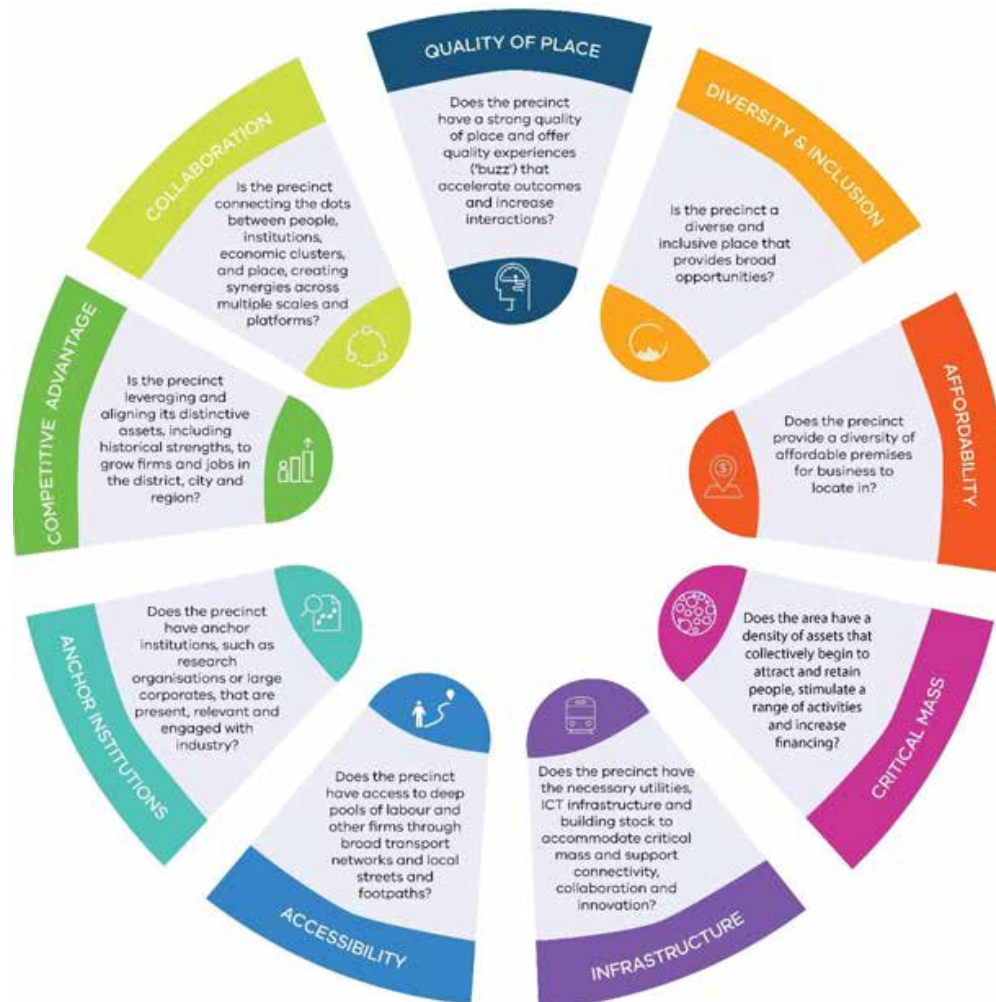 QUALITY OF PLACE
Does the precinct
have a strong quality
of place and offer
quality experiences
('buzz') that
accelerate outcomes
and increase
interactions?
DIVERSITY & INCLUSION
Is the precinct a
diverse and
inclusive place that
provides broad
opportunities?
AFFORDABILITY
Does the precinct
provide a diversity of
affordable premises
for business to
locate in?
$
CRITICAL MASS
Does the area have a
density of assets that
collectively begin to
attract and retain
people, stimulate a
range of activities
and increase
financing?
INFRASTRUCTURE
Does the precinct have
the necessary utilities,
ICT infrastructure and
building stock to
accommodate critical
mass and support
connectivity,
collaboration and
innovation?
ACCESSIBILITY
Does the precinct
have access to deep
pools of labour and
other firms through
broad transport
networks and local
streets and
footpaths?
ANCHOR INSTITUTIONS
Does the precinct
have anchor
institutions, such as
research
organisations or large
corporates, that are
present, relevant and
engaged with
industry?
COMPETITIVE ADVANTAGE
Is the precinct
leveraging and
aligning its distinctive
assets, including
historical strengths, to
grow firms and jobs in
the district, city and
region?
COLLABORATION
Is the precinct
connecting the dots
between people,
institutions,
economic clusters,
and place, creating
synergies across
multiple scales and
platforms?